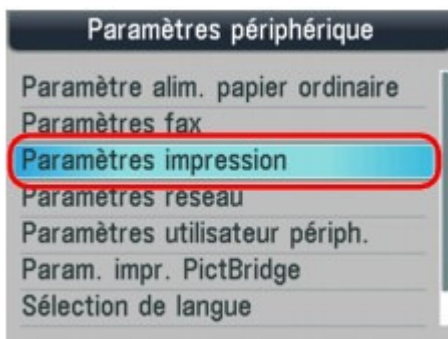 Paramètres périphérique
Paramètre alim. papier ordinaire
Paramètres fax
Paramètres impression
Paramètres réseau
Paramètres utilisateur périph.
Param. impr. PictBridge
Sélection de langue